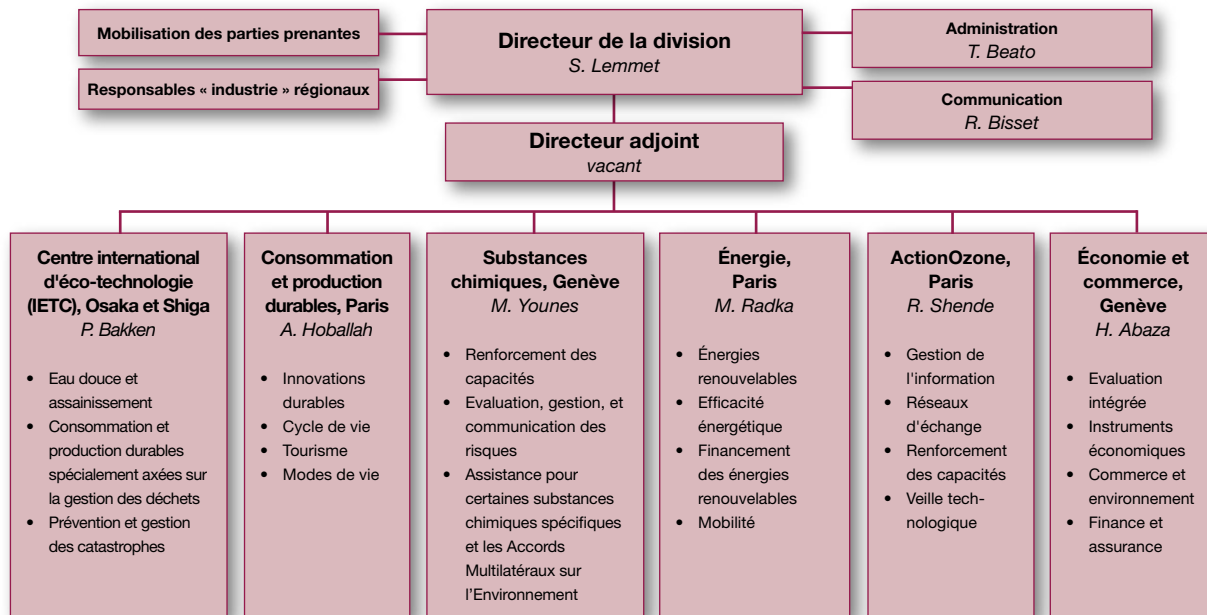 Mobilisation des parties prenantes
Responsables « industrie » régionaux
Directeur de la division
S. Lemmet
Administration
T. Beato
Communication
R. Bisset
Directeur adjoint
vacant
Centre international
d'éco-technologie
(IETC), Osaka et Shiga
P. Bakken
• Eau douce et
assainissement
• Consommation et
production durables
spécialement axées sur
la gestion des déchets
• Prévention et gestion
des catastrophes
Consommation
et production
durables, Paris
A. Hoballah
• Innovations
durables
• Cycle de vie
• Tourisme
• Modes de vie
Substances
chimiques, Genève
M. Younes
• Renforcement des
capacités
• Evaluation, gestion, et
communication des
risques
• Assistance pour
certaines substances
chimiques spécifiques
et les Accords
Multilatéraux sur
l'Environnement
Énergie,
Paris
M. Radka
• Énergies
renouvelables
• Efficacité
énergétique
• Financement
des énergies
renouvelables
• Mobilité
ActionOzone,
Paris
R. Shende
• Gestion de
l'information
• Réseaux
d'échange
• Renforcement
des capacités
• Veille tech-
nologique
Économie et
commerce,
Genève
H. Abaza
• Evaluation
intégrée
• Instruments
économiques
• Commerce et
environnement
• Finance et
assurance